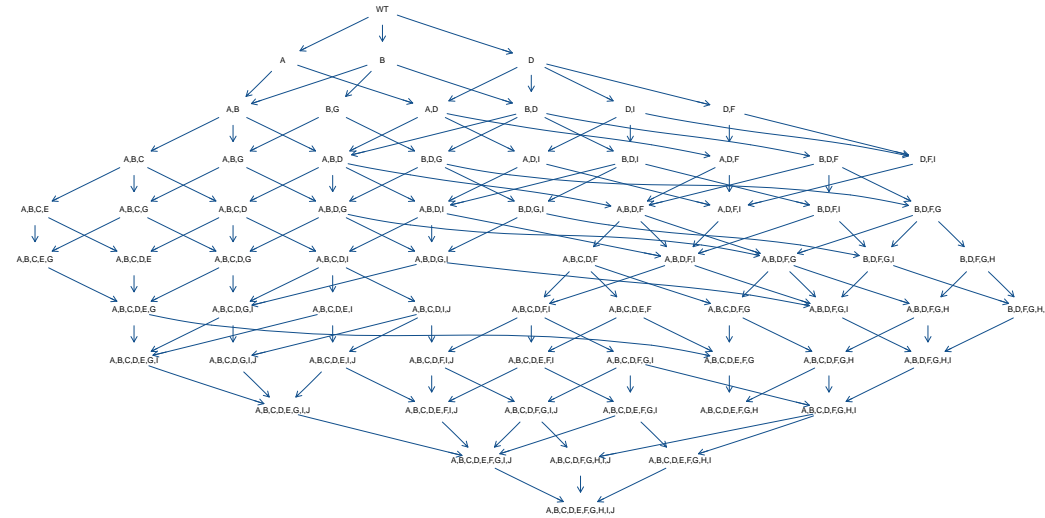 WT
A B D
A,B B,G A,D B,D D,I D,F
A,B,C A,B,G A,B,D B,D,G A,D,I B,D,I A,D,F B,D,F D,F,I
A,B,C,E A,B,C,G A,B,C,D A,B,D,G A,B,D,I B,D,G,I A,B,D,F A,D,F,I B,D,F,I B,D,F,G
A,B,C,E,G A,B,C,D,E A,B,C,D,G A,B,C,D,I A,B,D,G,I A,B,C,D,F A,B,D,F,I A,B,D,F,G B,D,F,G,I B,D,F,G,H
A,B,C,D,E,G A,B,C,D,G,I A,B,C,D,E,I A,B,C,D,I,J A,B,C,D,F,I A,B,C,D,E,F A,B,C,D,F,G A,B,D,F,G,I A,B,D,F,G,H B,D,F,G,H,
A,B,C,D,E,G,I A,B,C,D,G,I,J A,B,C,D,E,I,J A,B,C,D,F,I,J A,B,C,D,E,F,I A,B,C,D,F,G,I A,B,C,D,E,F,G A,B,C,D,F,G,H A,B,D,F,G,H,I
A,B,C,D,E,G,I,J A,B,C,D,E,F,I,J A,B,C,D,F,G,I,J A,B,C,D,E,F,G,I A,B,C,D,E,F,G,H A,B,C,D,F,G,H,I
A,B,C,D,E,F,G,I,J A,B,C,D,F,G,H,I,J A,B,C,D,E,F,G,H,I
A,B,C,D,E,F,G,H,I,J